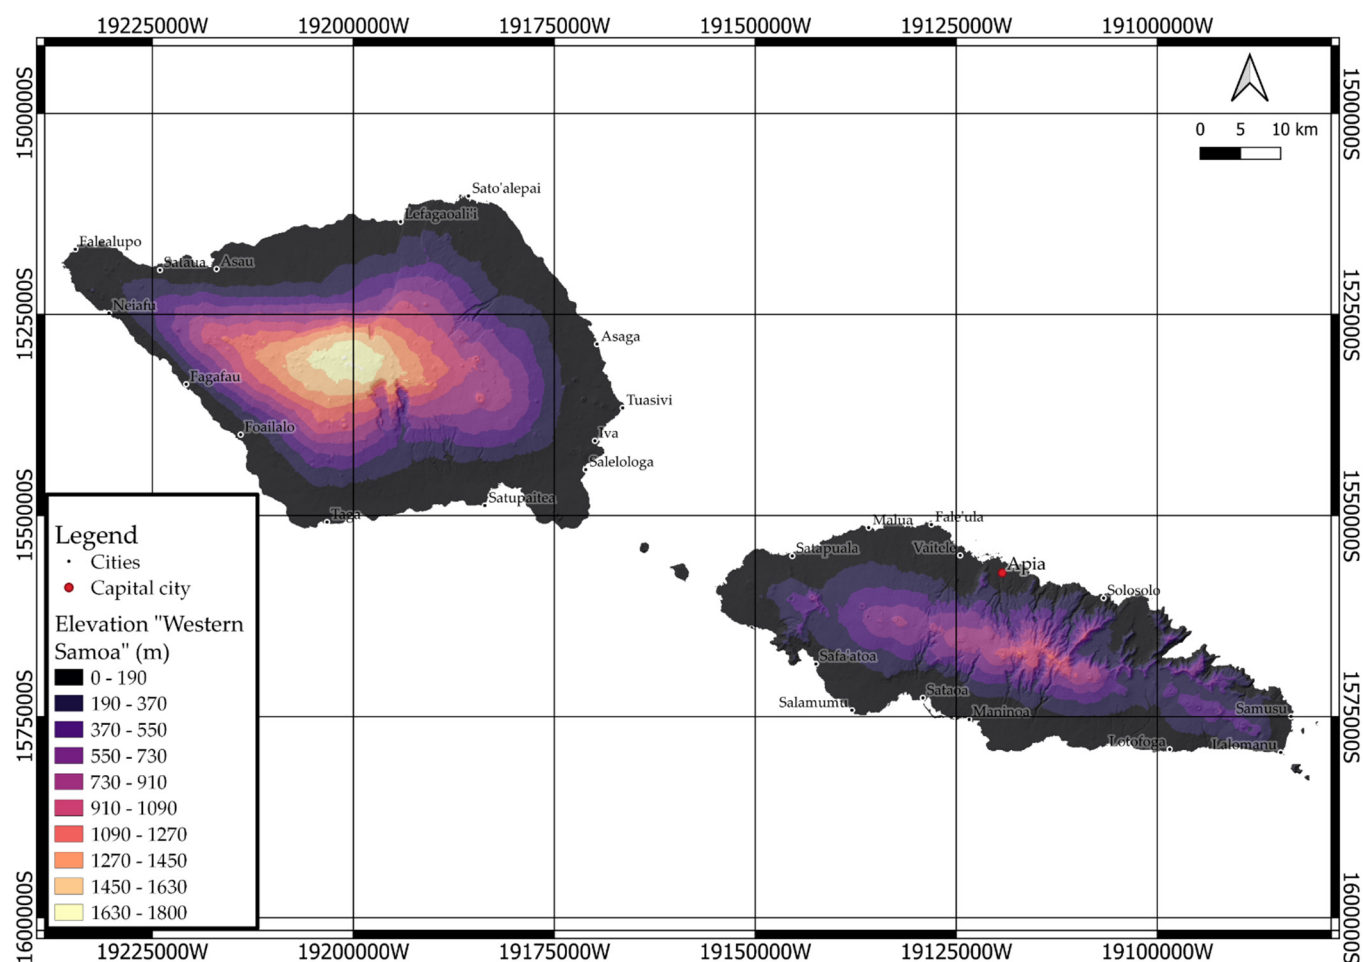 19225000W 19200000W 19175000W 19150000W 19125000W 19100000W
1500000S 1500000S
0 5 10 km
Sato'alepai
Lefagaoali'i
Falealupo
Sataua Asau
Neiafu
1525000S 1525000S
Asaga
Fagafau
Tuasivi
Foailalo
Iva
Salelologa
Satupaitea
Taga
1550000S 1550000S
Malua Fale'ula
Satapuala Vaitele
Apia
Solosolo
Safa'atoa
Salamumu Sataoa
Maninoa
Samusu
Lotofoga Lalomanu
1575000S 1575000S
Legend
Cities
Capital city
Elevation "Western
Samoa" (m)
0 - 190
190 - 370
370 - 550
550 - 730
730 - 910
910 - 1090
1090 - 1270
1270 - 1450
1450 - 1630
1630 - 1800
1600000S 1600000S
19225000W 19200000W 19175000W 19150000W 19125000W 19100000W